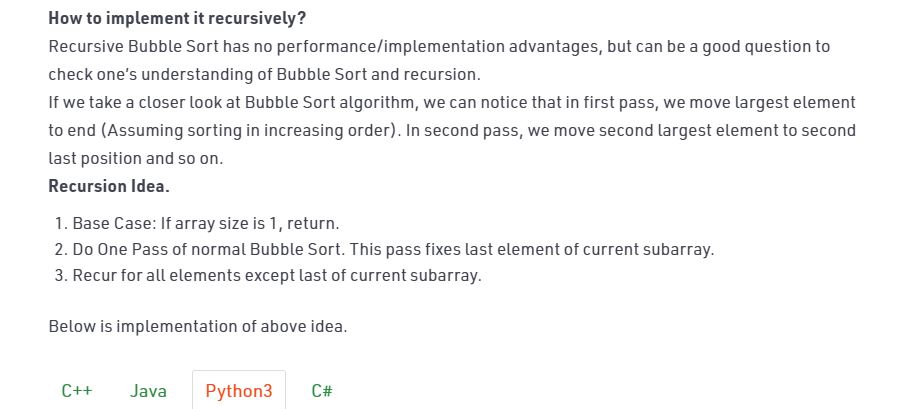 How to implement it recursively?
Recursive Bubble Sort has no performance/implementation advantages, but can be a good question to
check one's understanding of Bubble Sort and recursion.
If we take a closer look at Bubble Sort algorithm, we can notice that in first pass, we move largest element
to end (Assuming sorting in increasing order). In second pass, we move second largest element to second
last position and so on.
Recursion Idea.
1. Base Case: If array size is 1, return.
2. Do One Pass of normal Bubble Sort. This pass fixes last element of current subarray.
3. Recur for all elements except last of current subarray.
Below is implementation of above idea.
C++ Java Python3 C#